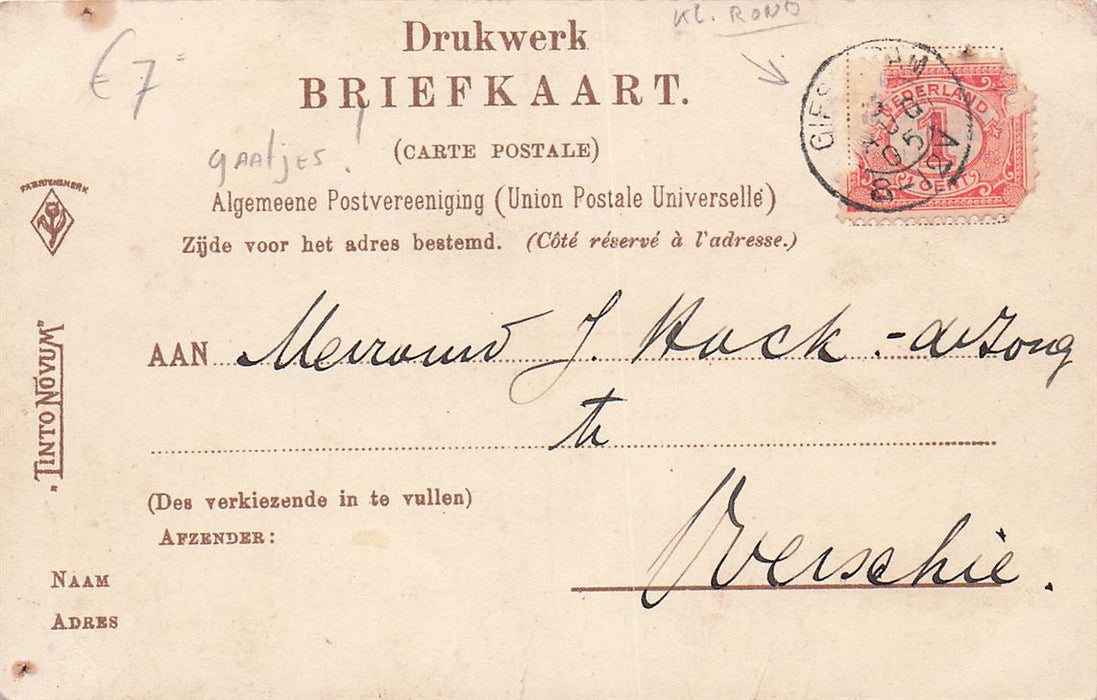 KL. ROND
€ 7 =
Drukwerk
BRIEFKAART.
gaatjes!
(CARTE POSTALE)
Algemeene Postvereeniging (Union Postale Universelle)
Zijde voor het adres bestemd. (Côté réservé à l'adresse.)
NEDERLAND
1
CENT
FABRIEKSMERK
"TINTO NOVUM"
AAN Mevrouw J. Hock - de Jong
te
Overschie.
(Des verkiezende in te vullen)
AFZENDER:
NAAM
ADRES